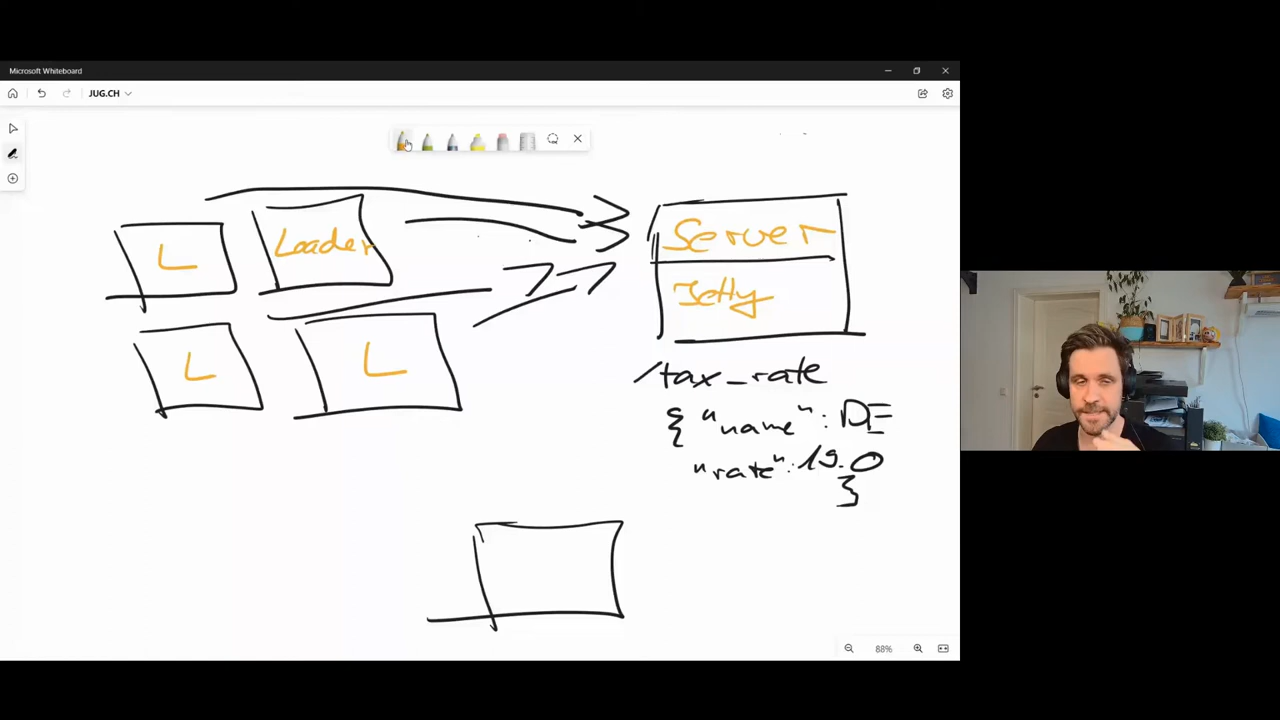 Microsoft Whiteboard
JUG.CH
L
Loader
L
L
Server
Jetty
/tax_rate
{ "name": DE
"rate": 19.0
}
88%